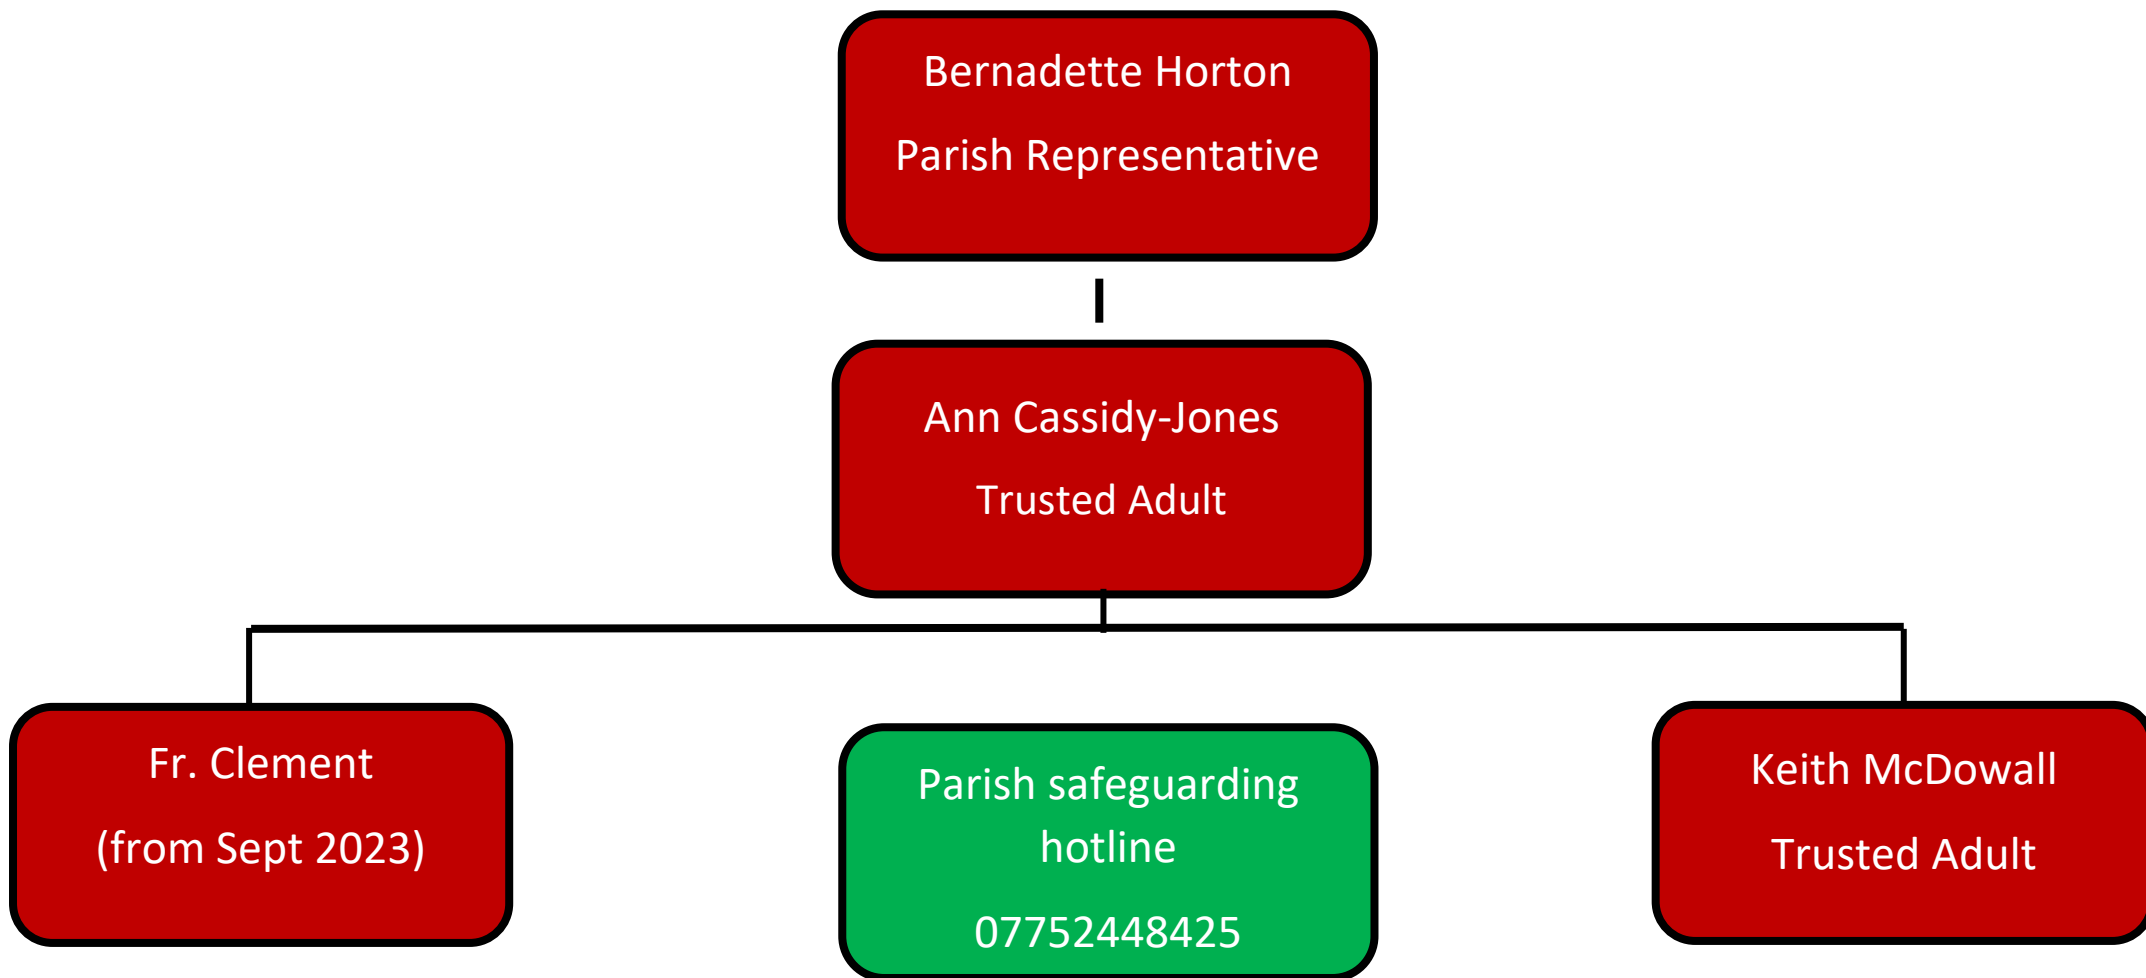 Bernadette Horton
Parish Representative
Ann Cassidy-Jones
Trusted Adult
Fr. Clement
(from Sept 2023)
Parish safeguarding
hotline
07752448425
Keith McDowall
Trusted Adult